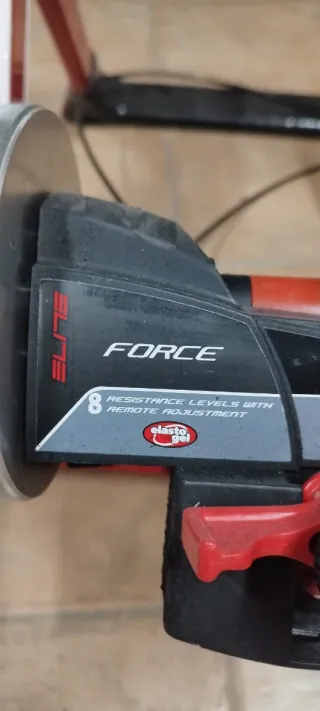 ELITE
FORCE
8 RESISTANCE LEVELS WITH
REMOTE ADJUSTMENT
elasto
gel